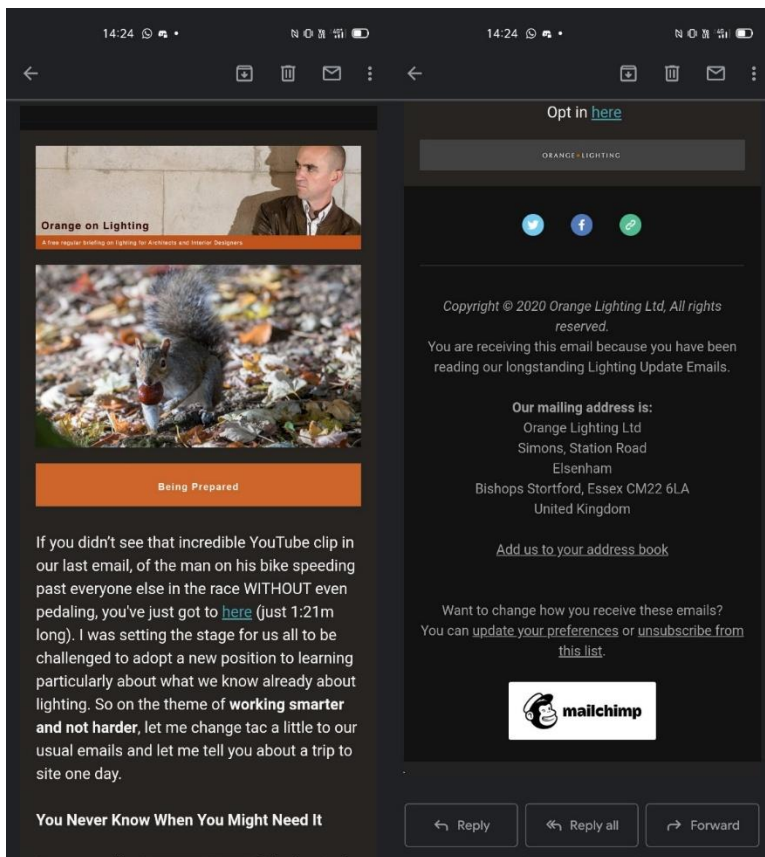 14:24
Orange on Lighting
A free regular briefing on lighting for Architects and Interior Designers
Being Prepared
If you didn't see that incredible YouTube clip in
our last email, of the man on his bike speeding
past everyone else in the race WITHOUT even
pedaling, you've just got to here (just 1:21m
long). I was setting the stage for us all to be
challenged to adopt a new position to learning
particularly about what we know already about
lighting. So on the theme of working smarter
and not harder, let me change tac a little to our
usual emails and let me tell you about a trip to
site one day.
You Never Know When You Might Need It
14:24
Opt in here
ORANGE LIGHTING
Copyright © 2020 Orange Lighting Ltd, All rights
reserved.
You are receiving this email because you have been
reading our longstanding Lighting Update Emails.
Our mailing address is:
Orange Lighting Ltd
Simons, Station Road
Elsenham
Bishops Stortford, Essex CM22 6LA
United Kingdom
Add us to your address book
Want to change how you receive these emails?
You can update your preferences or unsubscribe from
this list.
mailchimp
Reply
Reply all
Forward